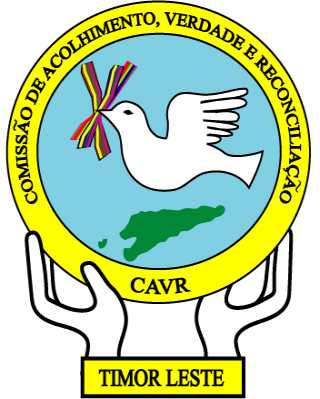 COMISSÃO DE ACOLHIMENTO, VERDADE E RECONCILIAÇÃO
CAVR
TIMOR LESTE